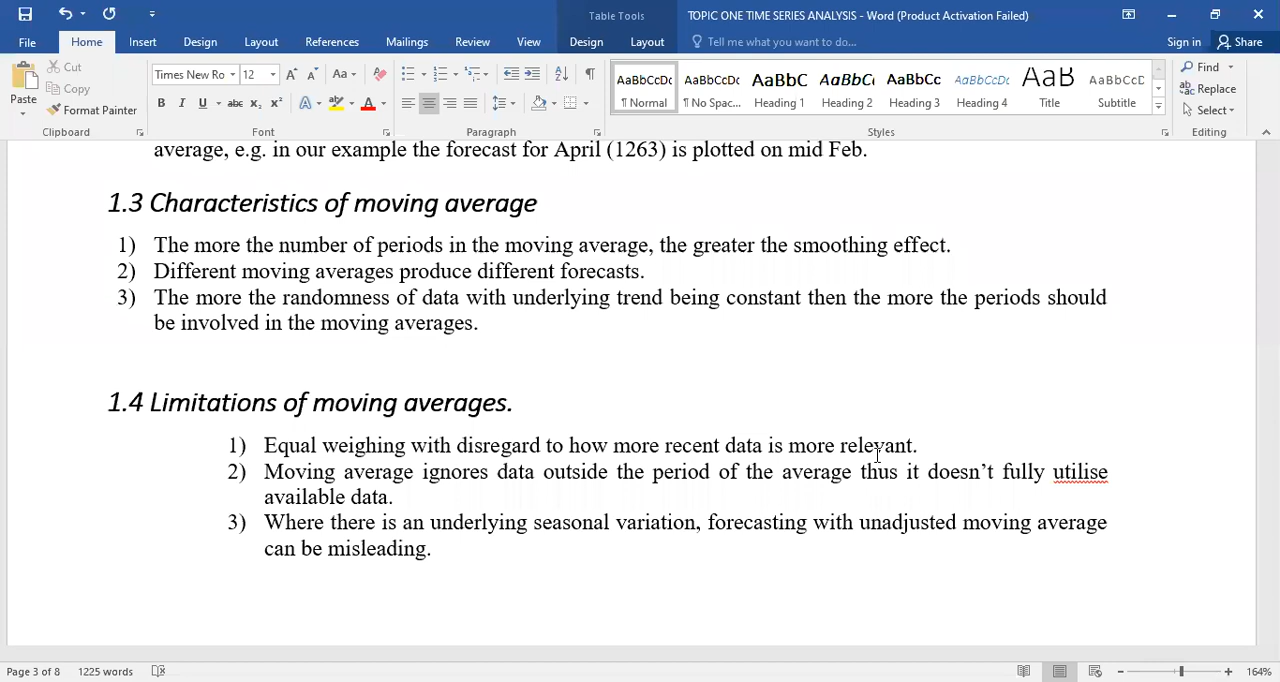 Table Tools
TOPIC ONE TIME SERIES ANALYSIS - Word (Product Activation Failed)
File Home Insert Design Layout References Mailings Review View Design Layout Tell me what you want to do... Sign in Share
Paste
Cut
Copy
Format Painter
Clipboard
Times New Ro 12
Aa
B I U abc X₂ X² A A
Font
Paragraph
AaBbCcDc AaBbCcDc AaBbC AaBbC AaBbCc AaBbCcDc AaB AaBbCcD
¶ Normal ¶ No Spac... Heading 1 Heading 2 Heading 3 Heading 4 Title Subtitle
Styles
Find
Replace
Select
Editing
average, e.g. in our example the forecast for April (1263) is plotted on mid Feb.
1.3 Characteristics of moving average
1) The more the number of periods in the moving average, the greater the smoothing effect.
2) Different moving averages produce different forecasts.
3) The more the randomness of data with underlying trend being constant then the more the periods should
be involved in the moving averages.
1.4 Limitations of moving averages.
1) Equal weighing with disregard to how more recent data is more relevant.
2) Moving average ignores data outside the period of the average thus it doesn’t fully utilise
available data.
3) Where there is an underlying seasonal variation, forecasting with unadjusted moving average
can be misleading.
Page 3 of 8 1225 words 164%